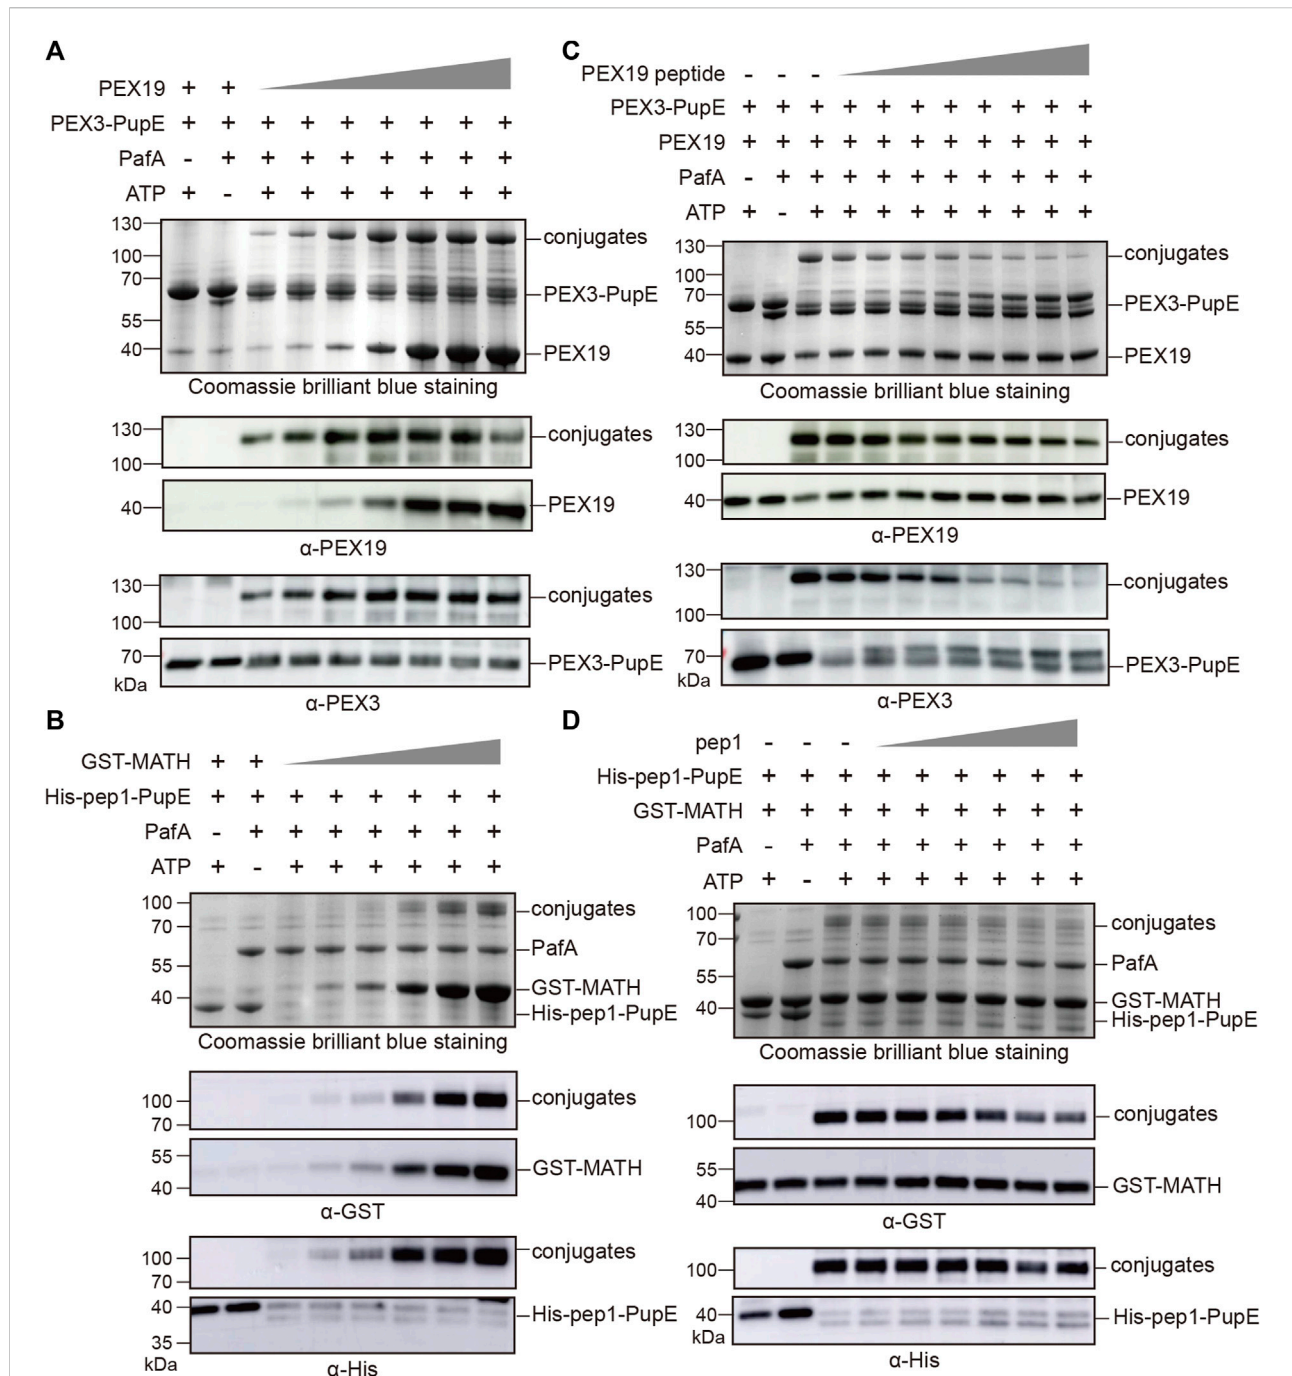 A
PEX19 + +
PEX3-PupE + + + + + + + + +
PafA - + + + + + + + +
ATP + - + + + + + + +
130
100
70
55
40
conjugates
PEX3-PupE
PEX19
Coomassie brilliant blue staining
130
100
conjugates
40
PEX19
α-PEX19
130
100
conjugates
70
kDa
PEX3-PupE
α-PEX3
C
PEX19 peptide - - -
PEX3-PupE + + + + + + + + + + +
PEX19 + + + + + + + + + + +
PafA - + + + + + + + + + +
ATP + - + + + + + + + + +
130
100
70
55
40
conjugates
PEX3-PupE
PEX19
Coomassie brilliant blue staining
130
100
conjugates
40
PEX19
α-PEX19
130
100
conjugates
70
kDa
PEX3-PupE
α-PEX3
B
GST-MATH + +
His-pep1-PupE + + + + + + + +
PafA - + + + + + + +
ATP + - + + + + + +
100
70
55
40
conjugates
PafA
GST-MATH
His-pep1-PupE
Coomassie brilliant blue staining
100
70
conjugates
55
40
GST-MATH
α-GST
100
70
conjugates
40
35
kDa
His-pep1-PupE
α-His
D
pep1 - - -
His-pep1-PupE + + + + + + + + +
GST-MATH + + + + + + + + +
PafA - + + + + + + + +
ATP + - + + + + + + +
100
70
55
40
conjugates
PafA
GST-MATH
His-pep1-PupE
Coomassie brilliant blue staining
100
conjugates
55
40
GST-MATH
α-GST
100
conjugates
40
kDa
His-pep1-PupE
α-His